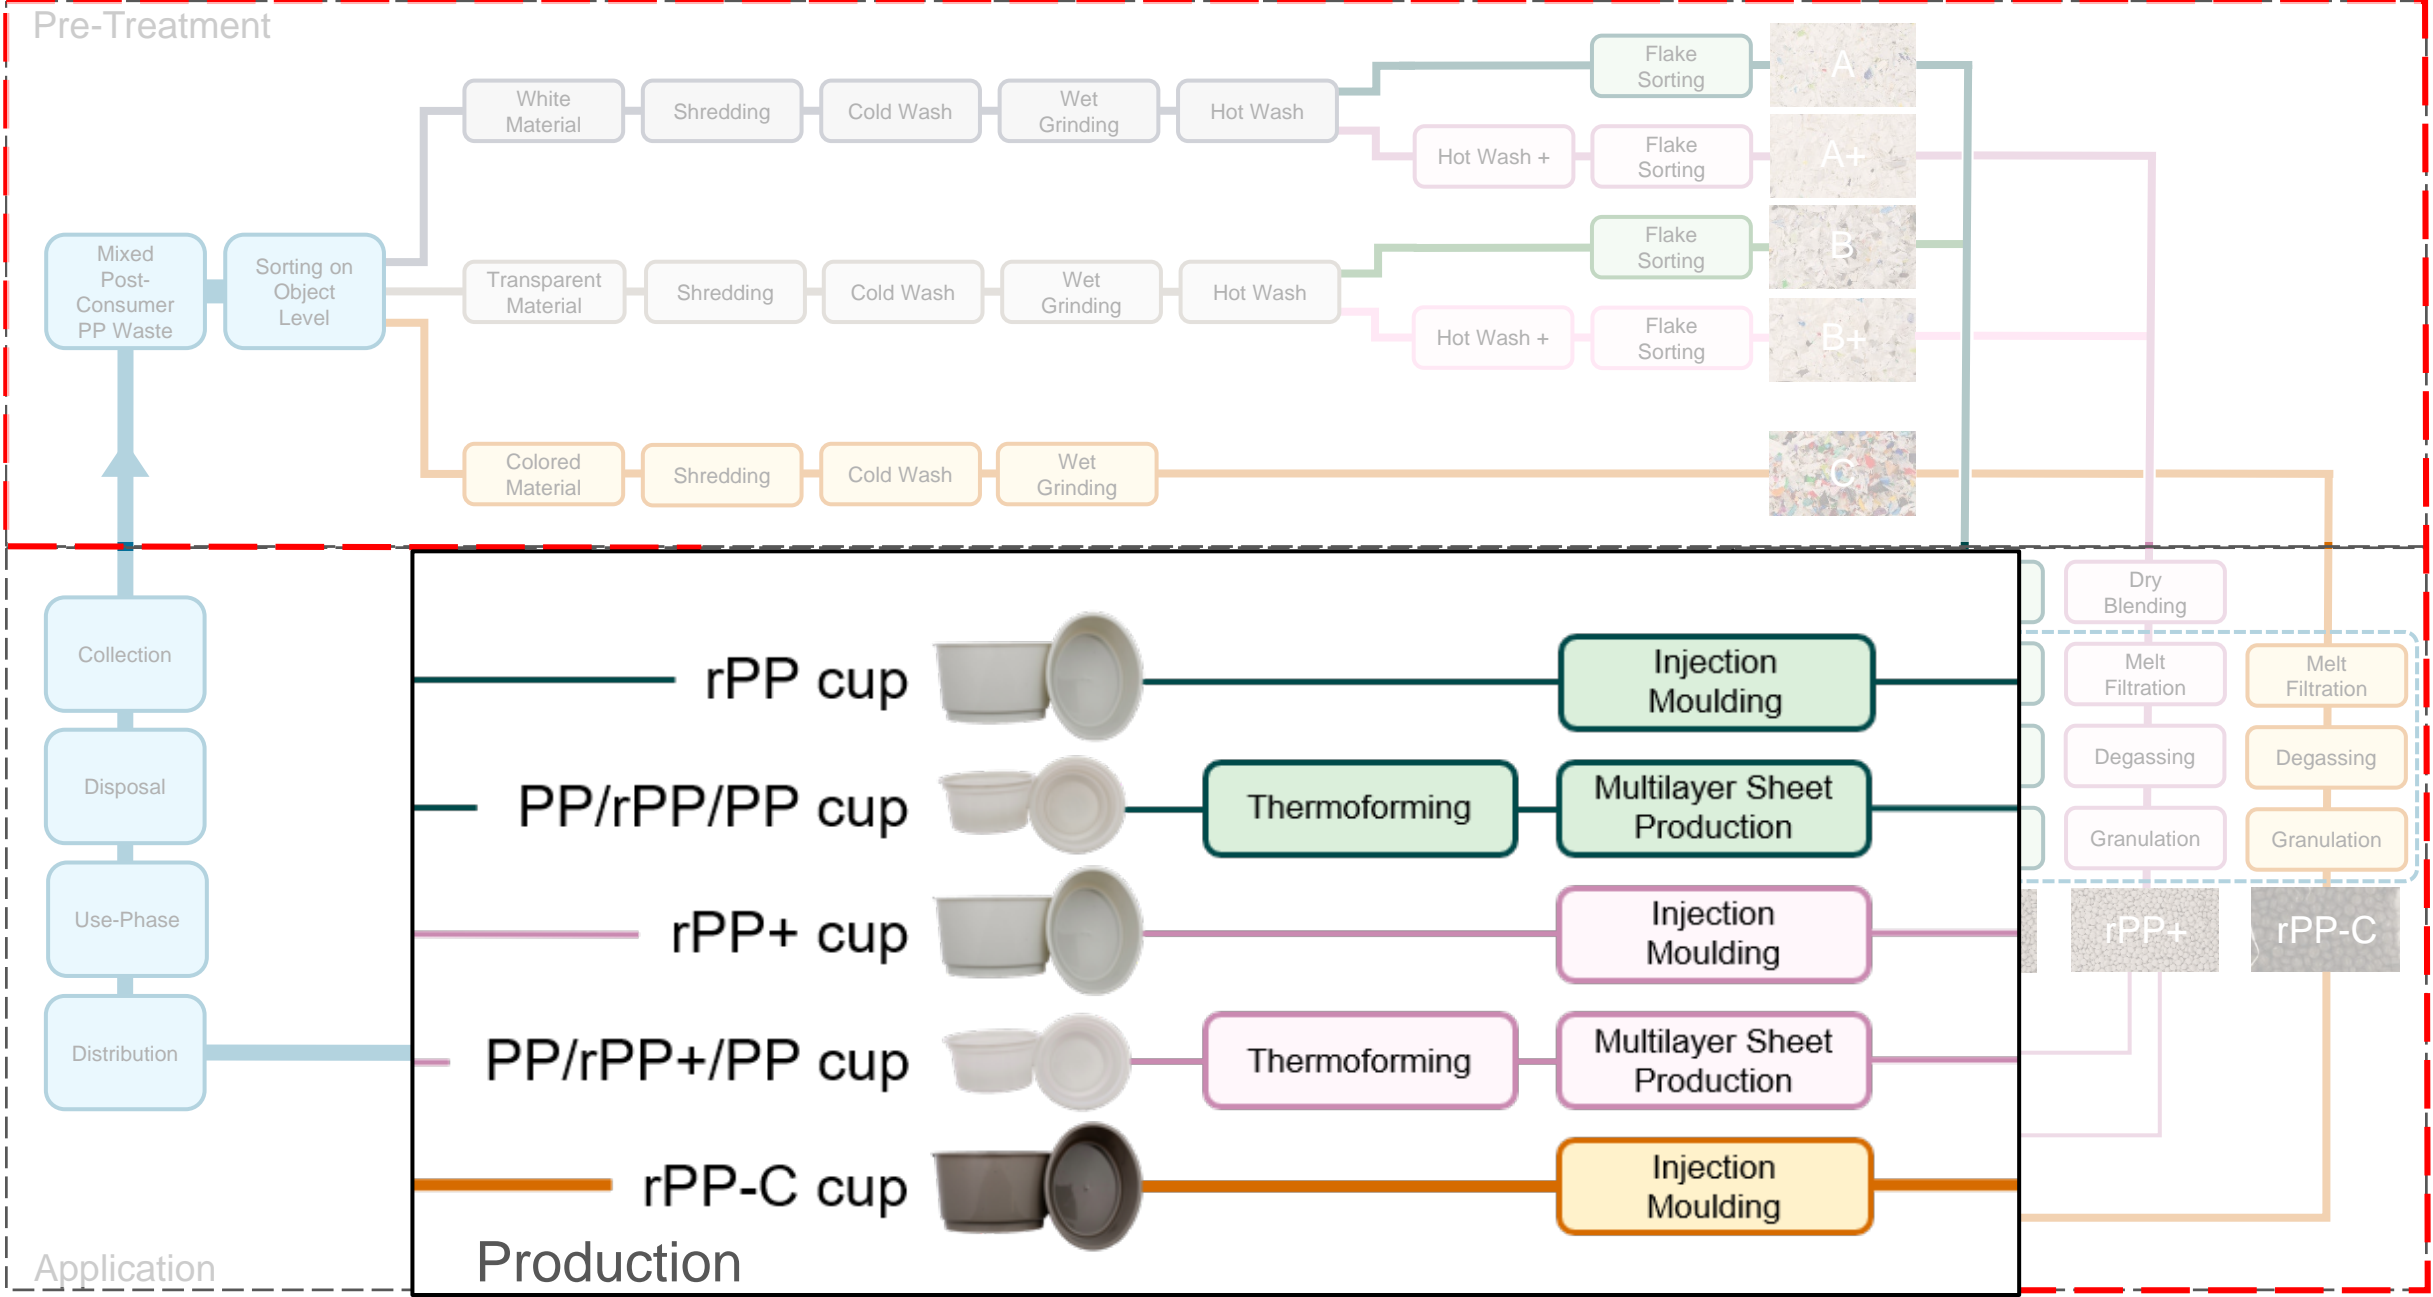 Pre-Treatment
White
Material
Shredding
Cold Wash
Wet
Grinding
Hot Wash
Flake
Sorting
A
Hot Wash +
Flake
Sorting
A+
Mixed
Post-
Consumer
PP Waste
Sorting on
Object
Level
Transparent
Material
Shredding
Cold Wash
Wet
Grinding
Hot Wash
Flake
Sorting
B
Hot Wash +
Flake
Sorting
B+
Colored
Material
Shredding
Cold Wash
Wet
Grinding
C
Collection
Disposal
Use-Phase
Distribution
rPP cup
Injection
Moulding
PP/rPP/PP cup
Thermoforming
Multilayer Sheet
Production
rPP+ cup
Injection
Moulding
PP/rPP+/PP cup
Thermoforming
Multilayer Sheet
Production
rPP-C cup
Injection
Moulding
Production
Dry
Blending
Melt
Filtration
Melt
Filtration
Degassing
Degassing
Granulation
Granulation
rPP+
rPP-C
Application